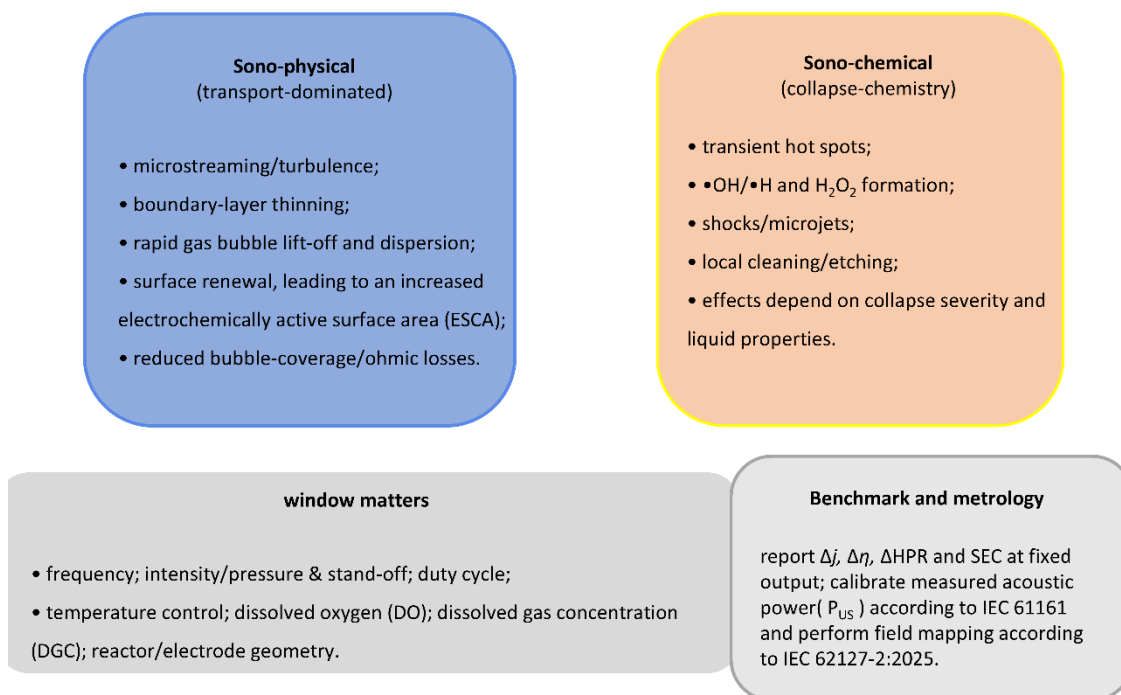 Sono-physical
(transport-dominated)
• microstreaming/turbulence;
• boundary-layer thinning;
• rapid gas bubble lift-off and dispersion;
• surface renewal, leading to an increased
electrochemically active surface area (ESCA);
• reduced bubble-coverage/ohmic losses.
Sono-chemical
(collapse-chemistry)
• transient hot spots;
• •OH/•H and H₂O₂ formation;
• shocks/microjets;
• local cleaning/etching;
• effects depend on collapse severity and
liquid properties.
window matters
• frequency; intensity/pressure & stand-off; duty cycle;
• temperature control; dissolved oxygen (DO); dissolved gas concentration
(DGC); reactor/electrode geometry.
Benchmark and metrology
report Δj, Δη, ΔHPR and SEC at fixed
output; calibrate measured acoustic
power( P_US ) according to IEC 61161
and perform field mapping according
to IEC 62127-2:2025.